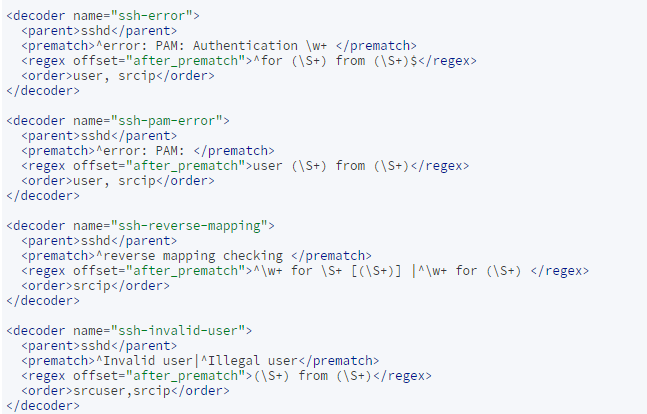 <decoder name="ssh-error">
  <parent>sshd</parent>
  <prematch>^error: PAM: Authentication \w+ </prematch>
  <regex offset="after_prematch">^for (\S+) from (\S+)$</regex>
  <order>user, srcip</order>
</decoder>

<decoder name="ssh-pam-error">
  <parent>sshd</parent>
  <prematch>^error: PAM: </prematch>
  <regex offset="after_prematch">user (\S+) from (\S+)</regex>
  <order>user, srcip</order>
</decoder>

<decoder name="ssh-reverse-mapping">
  <parent>sshd</parent>
  <prematch>^reverse mapping checking </prematch>
  <regex offset="after_prematch">^\w+ for \S+ [(\S+)] |^\w+ for (\S+) </regex>
  <order>srcip</order>
</decoder>

<decoder name="ssh-invalid-user">
  <parent>sshd</parent>
  <prematch>^Invalid user|^Illegal user</prematch>
  <regex offset="after_prematch">(\S+) from (\S+)</regex>
  <order>srcuser,srcip</order>
</decoder>